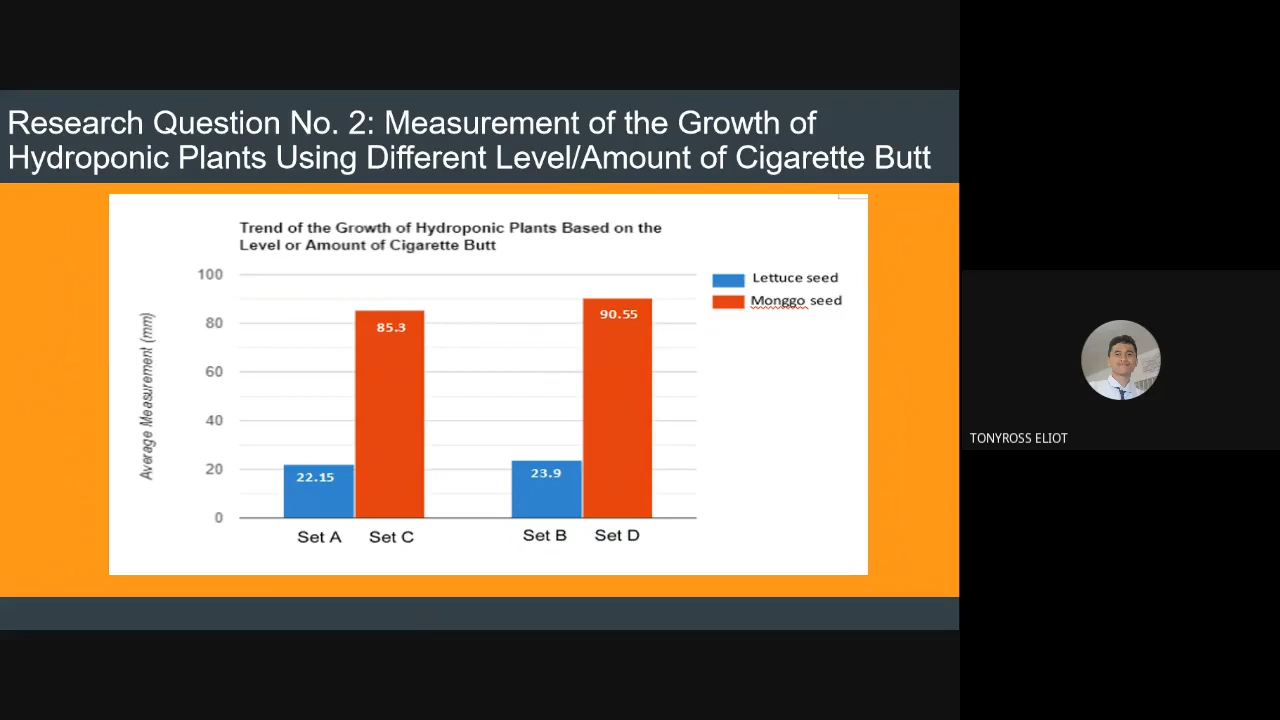 Research Question No. 2: Measurement of the Growth of
Hydroponic Plants Using Different Level/Amount of Cigarette Butt
Trend of the Growth of Hydroponic Plants Based on the
Level or Amount of Cigarette Butt
Lettuce seed
Monggo seed
Average Measurement (mm)
100
80
60
40
20
0
22.15
85.3
23.9
90.55
Set A
Set C
Set B
Set D
TONYROSS ELIOT